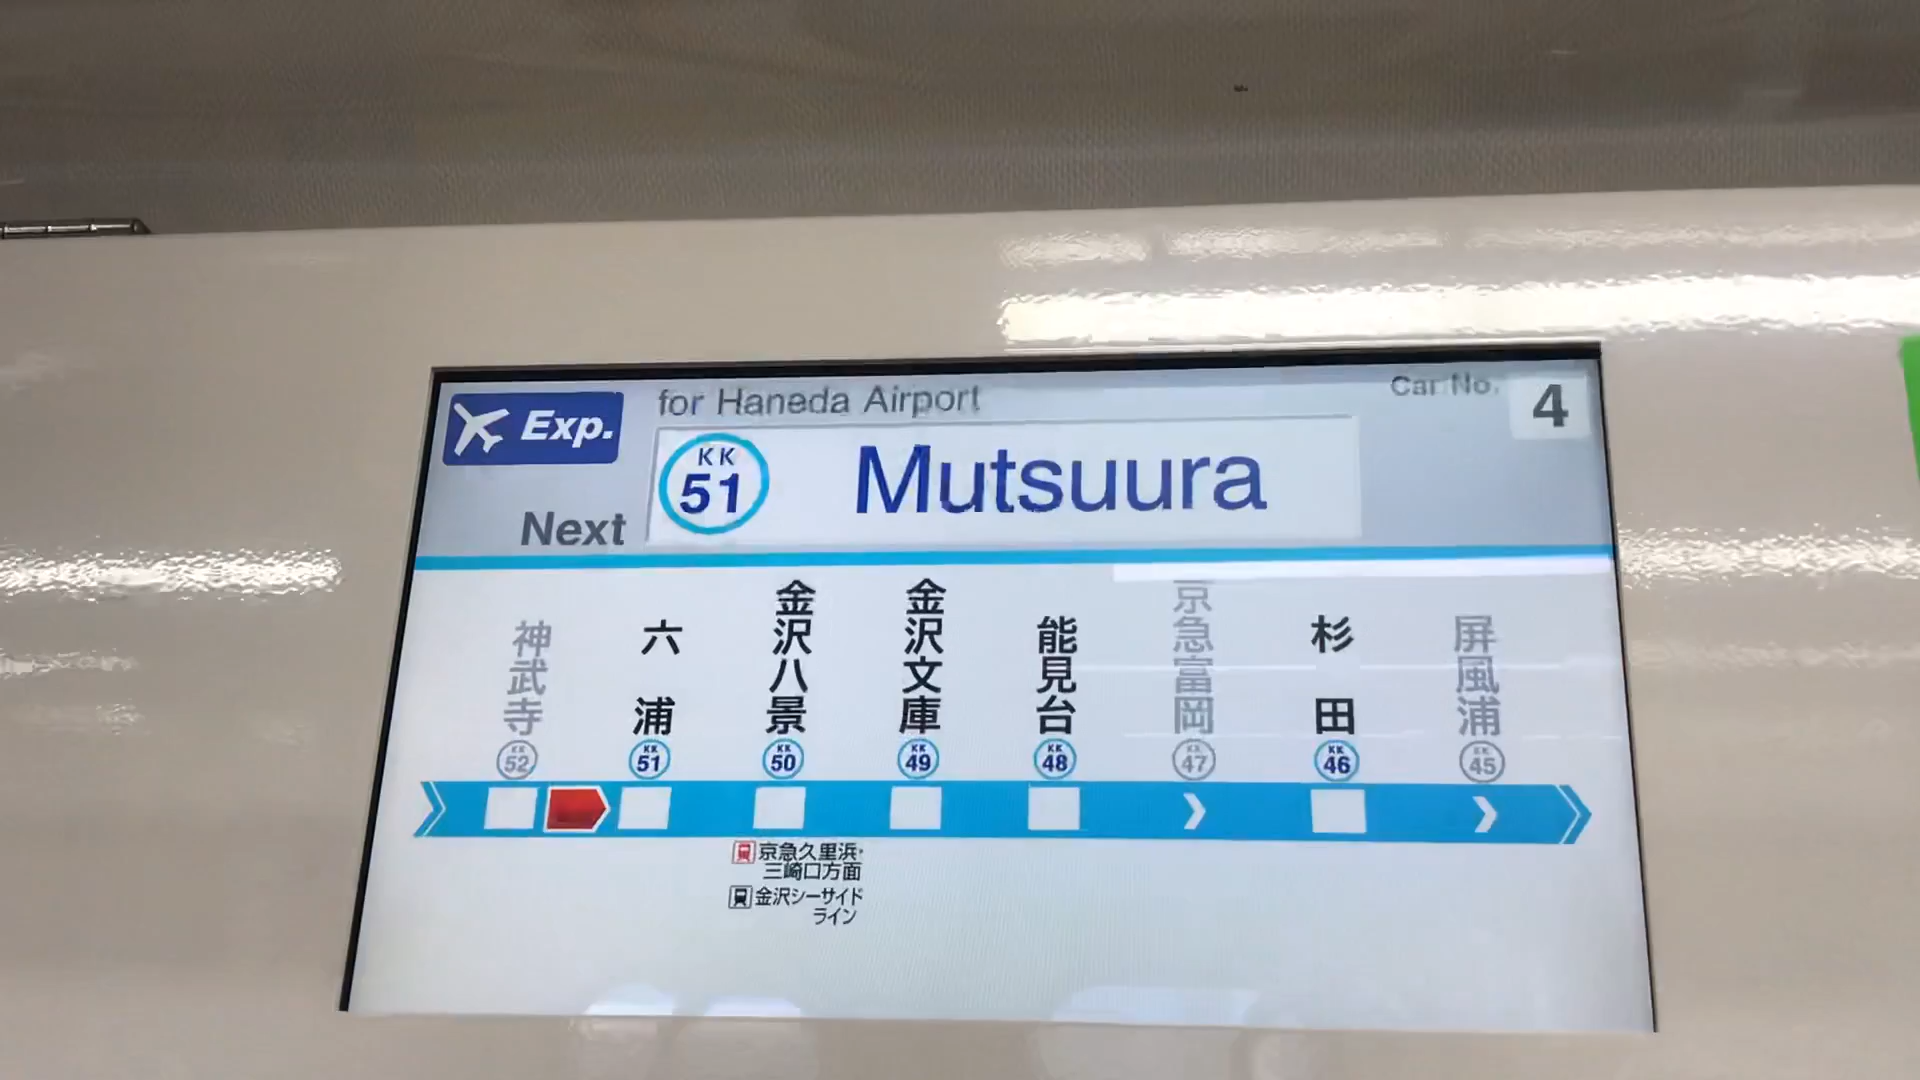 for Haneda Airport
Car No. 4
Exp.
KK 51
Mutsuura
Next
神武寺
六浦
金沢八景
金沢文庫
能見台
京急富岡
杉田
屏風浦
KK 52
KK 51
KK 50
KK 49
KK 48
KK 47
KK 46
KK 45
京急久里浜・
三崎口方面
金沢シーサイド
ライン